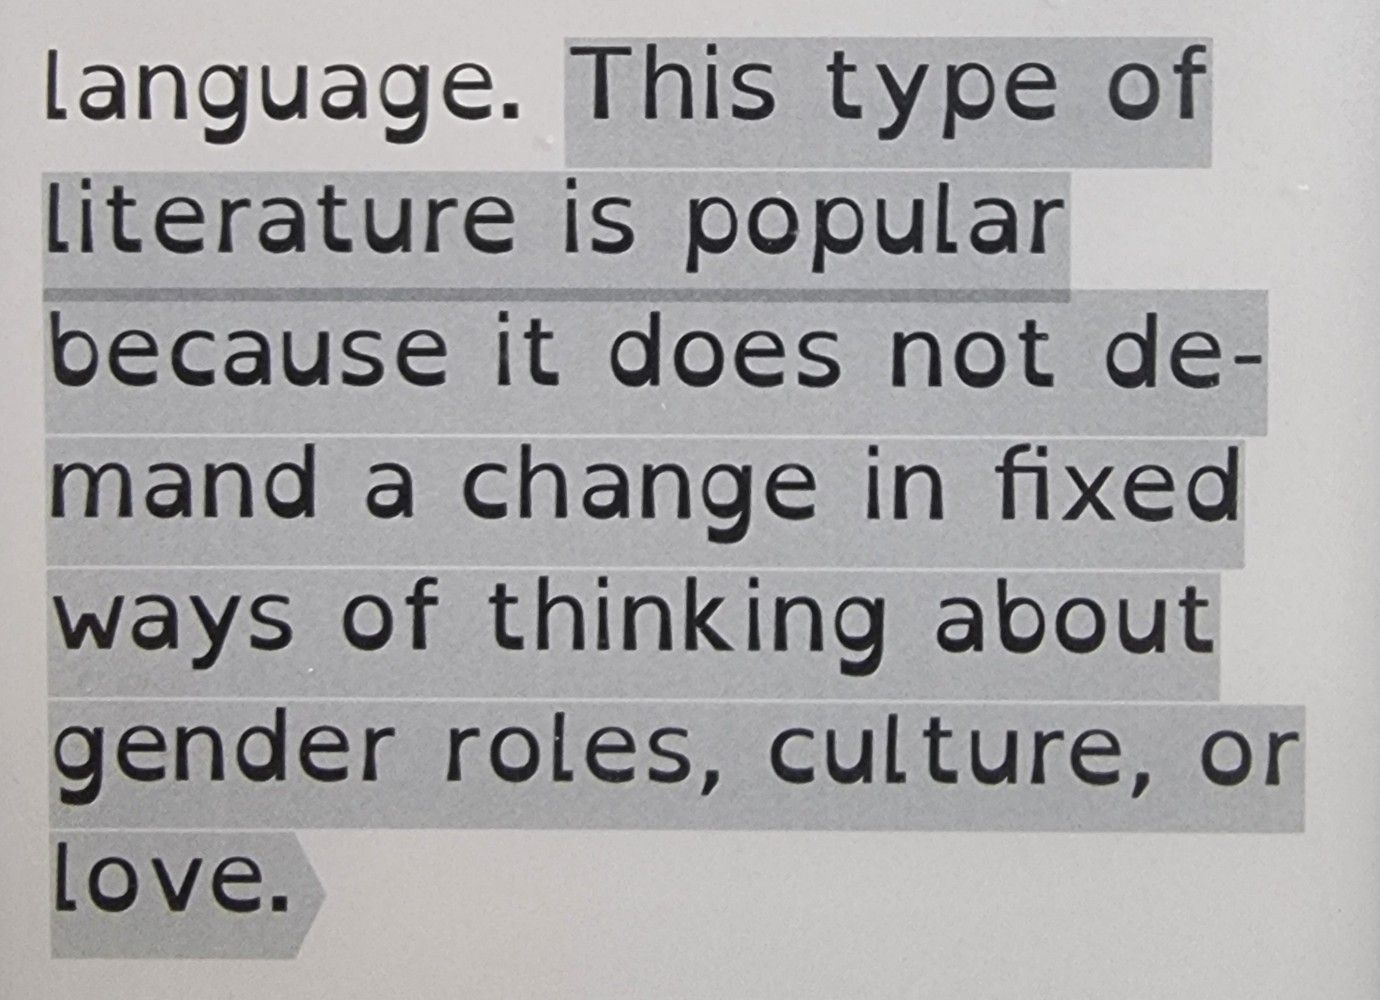 language. This type of
literature is popular
because it does not de-
mand a change in fixed
ways of thinking about
gender roles, culture, or
love.